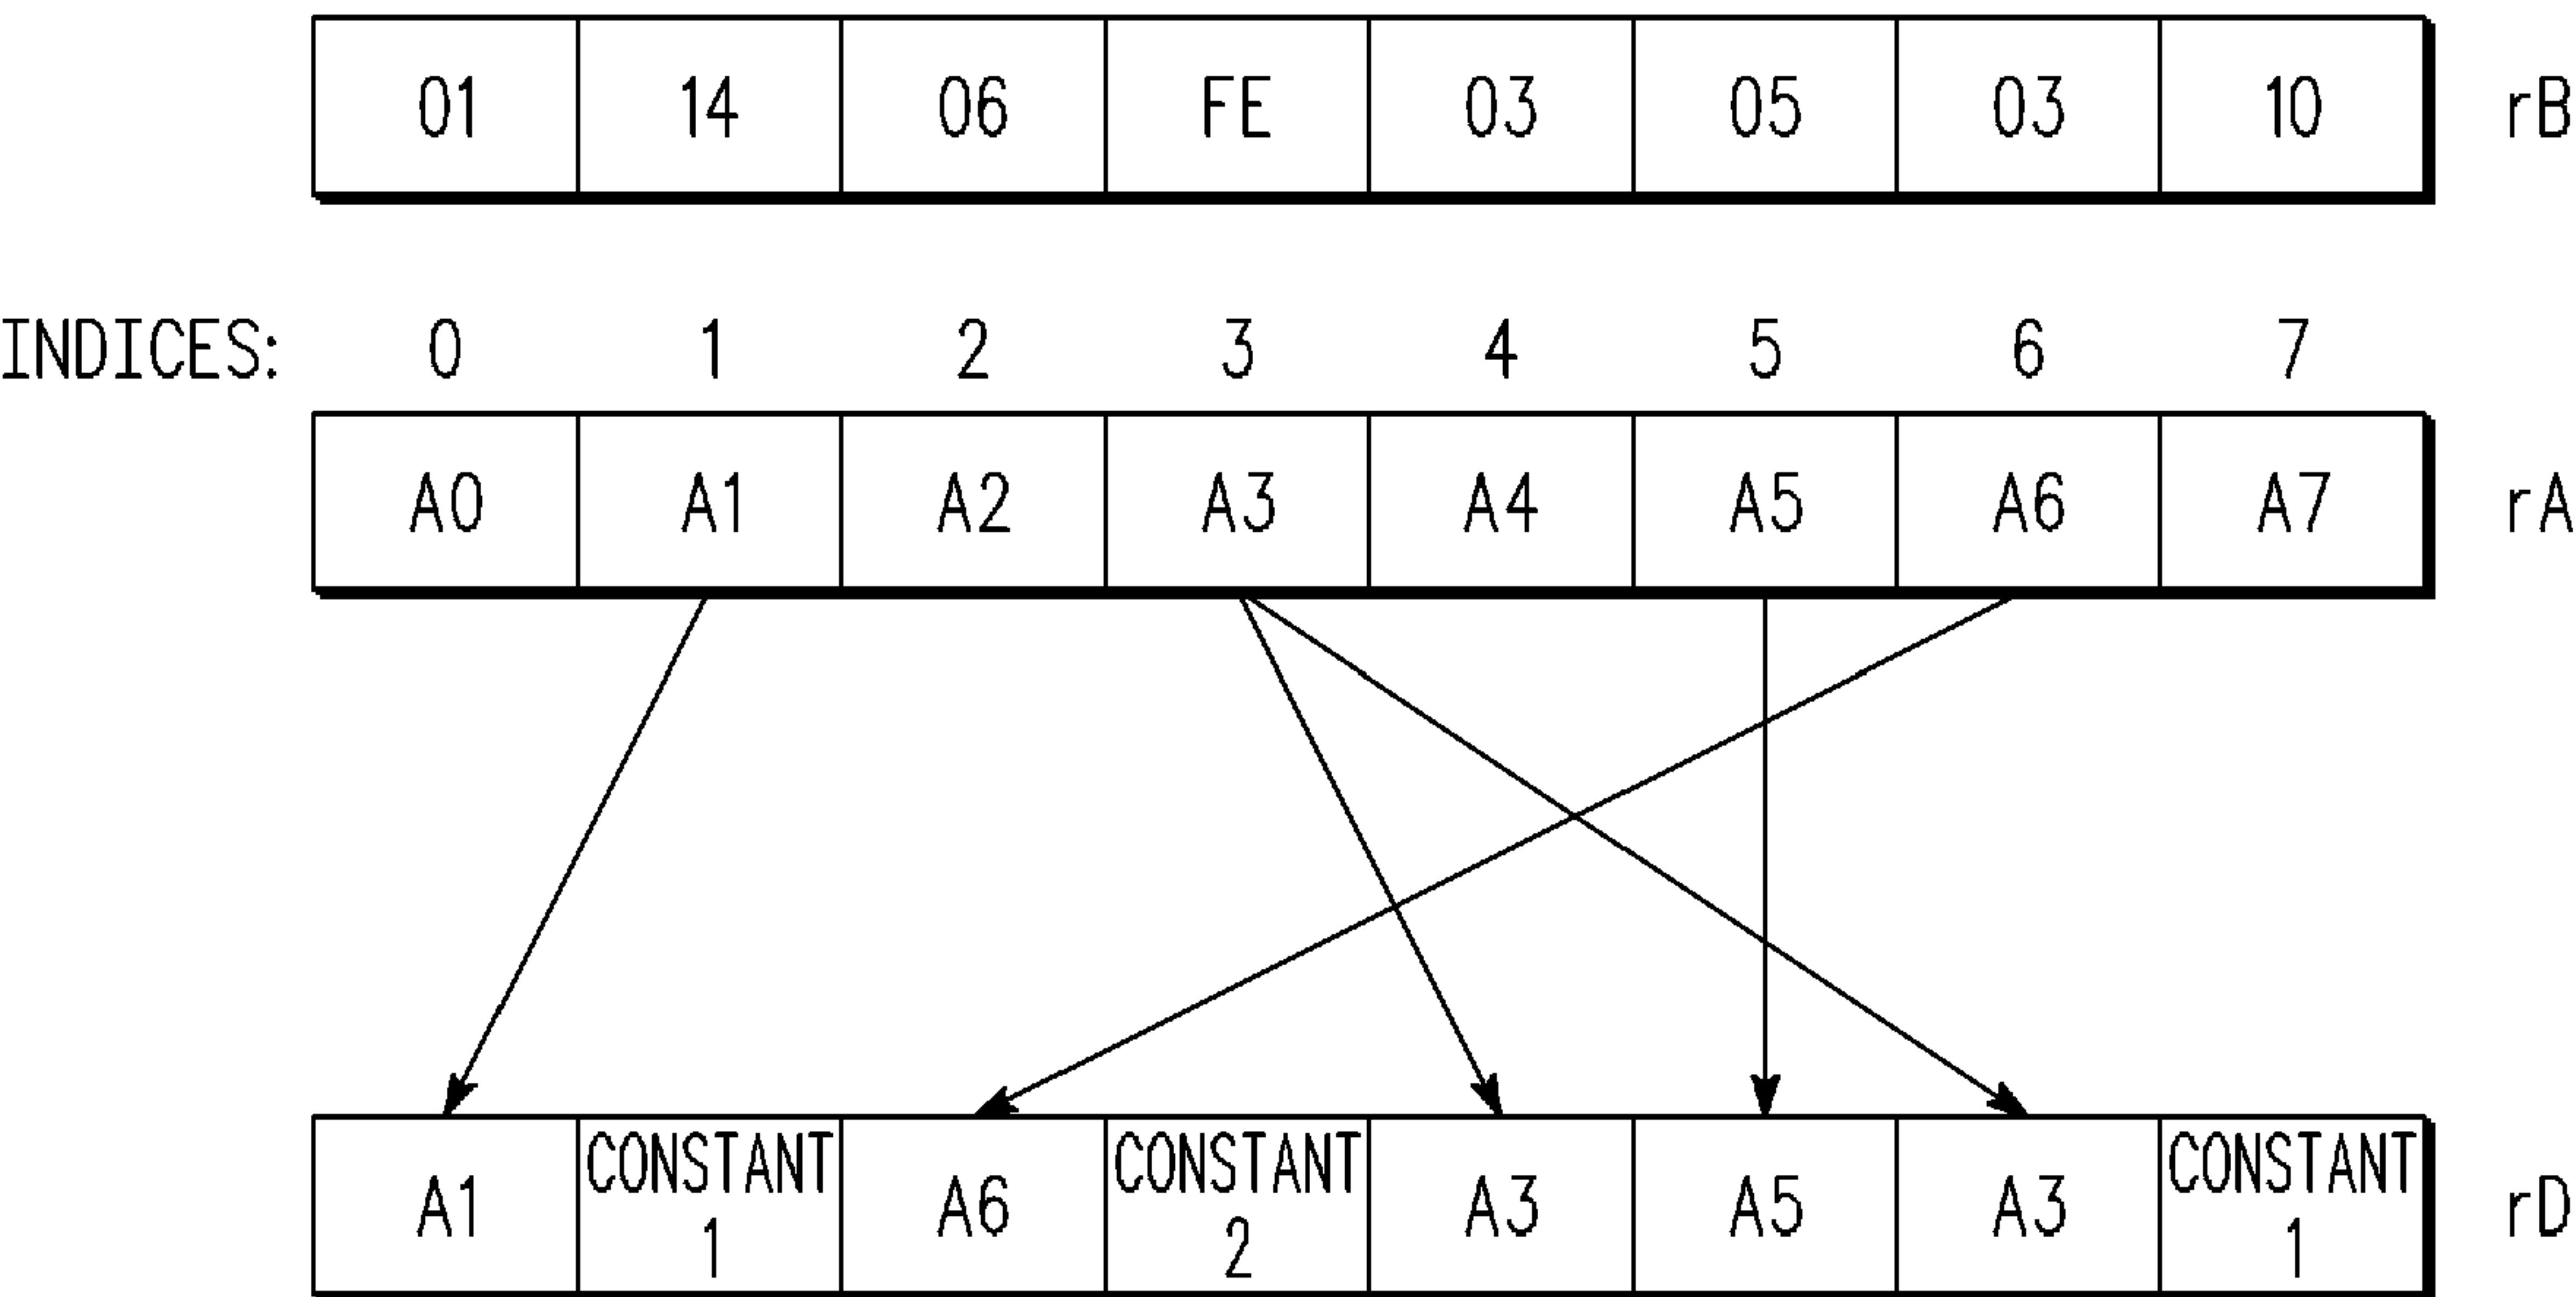 01 14 06 FE 03 05 03 10 rB
INDICES: 0 1 2 3 4 5 6 7
A0 A1 A2 A3 A4 A5 A6 A7 rA
A1 CONSTANT 1 A6 CONSTANT 2 A3 A5 A3 CONSTANT 1 rD